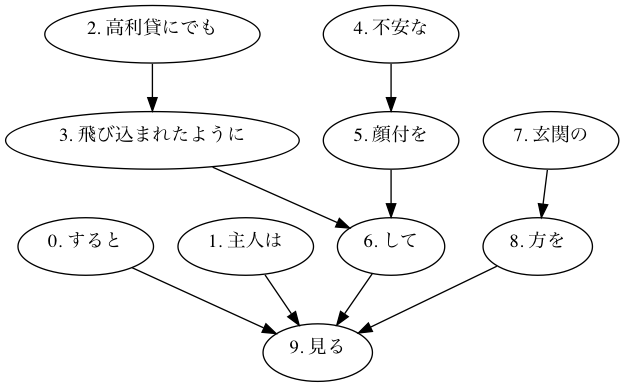 2. 高利貸にでも
4. 不安な
3. 飛び込まれたように
5. 顔付を
7. 玄関の
0. すると
1. 主人は
6. して
8. 方を
9. 見る